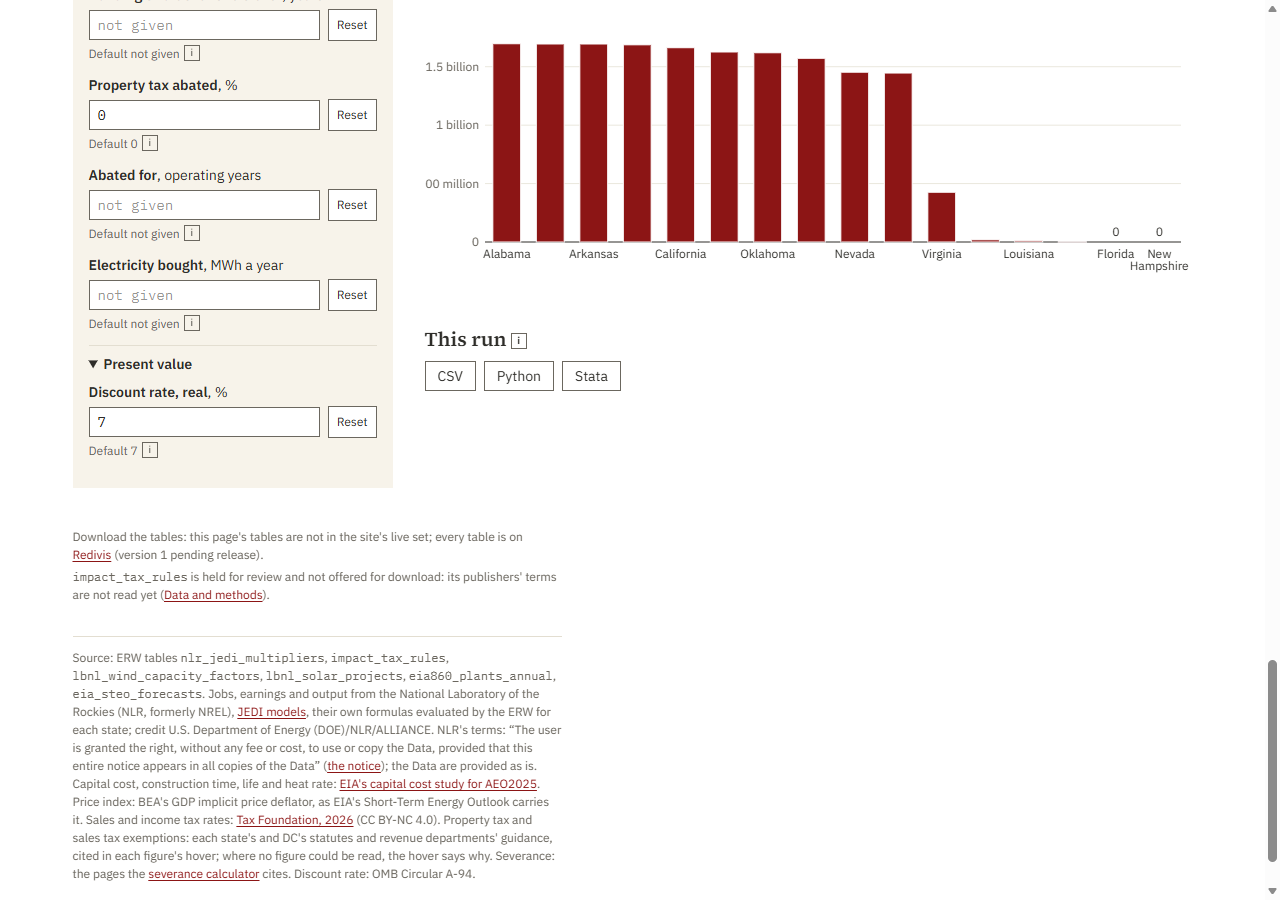 not given
Reset
Default not given i
Property tax abated, %
0
Reset
Default 0 i
Abated for, operating years
not given
Reset
Default not given i
Electricity bought, MWh a year
not given
Reset
Default not given i
▼ Present value
Discount rate, real, %
7
Reset
Default 7 i
1.5 billion
1 billion
00 million
0
0 0
Alabama Arkansas California Oklahoma Nevada Virginia Louisiana Florida New
Hampshire
This run i
CSV Python Stata
Download the tables: this page's tables are not in the site's live set; every table is on
Redivis (version 1 pending release).
impact_tax_rules is held for review and not offered for download: its publishers' terms
are not read yet (Data and methods).
Source: ERW tables nlr_jedi_multipliers, impact_tax_rules,
lbnl_wind_capacity_factors, lbnl_solar_projects, eia860_plants_annual,
eia_steo_forecasts. Jobs, earnings and output from the National Laboratory of the
Rockies (NLR, formerly NREL), JEDI models, their own formulas evaluated by the ERW for
each state; credit U.S. Department of Energy (DOE)/NLR/ALLIANCE. NLR's terms: “The user
is granted the right, without any fee or cost, to use or copy the Data, provided that this
entire notice appears in all copies of the Data” (the notice); the Data are provided as is.
Capital cost, construction time, life and heat rate: EIA's capital cost study for AEO2025.
Price index: BEA's GDP implicit price deflator, as EIA's Short-Term Energy Outlook carries
it. Sales and income tax rates: Tax Foundation, 2026 (CC BY-NC 4.0). Property tax and
sales tax exemptions: each state's and DC's statutes and revenue departments' guidance,
cited in each figure's hover; where no figure could be read, the hover says why. Severance:
the pages the severance calculator cites. Discount rate: OMB Circular A-94.